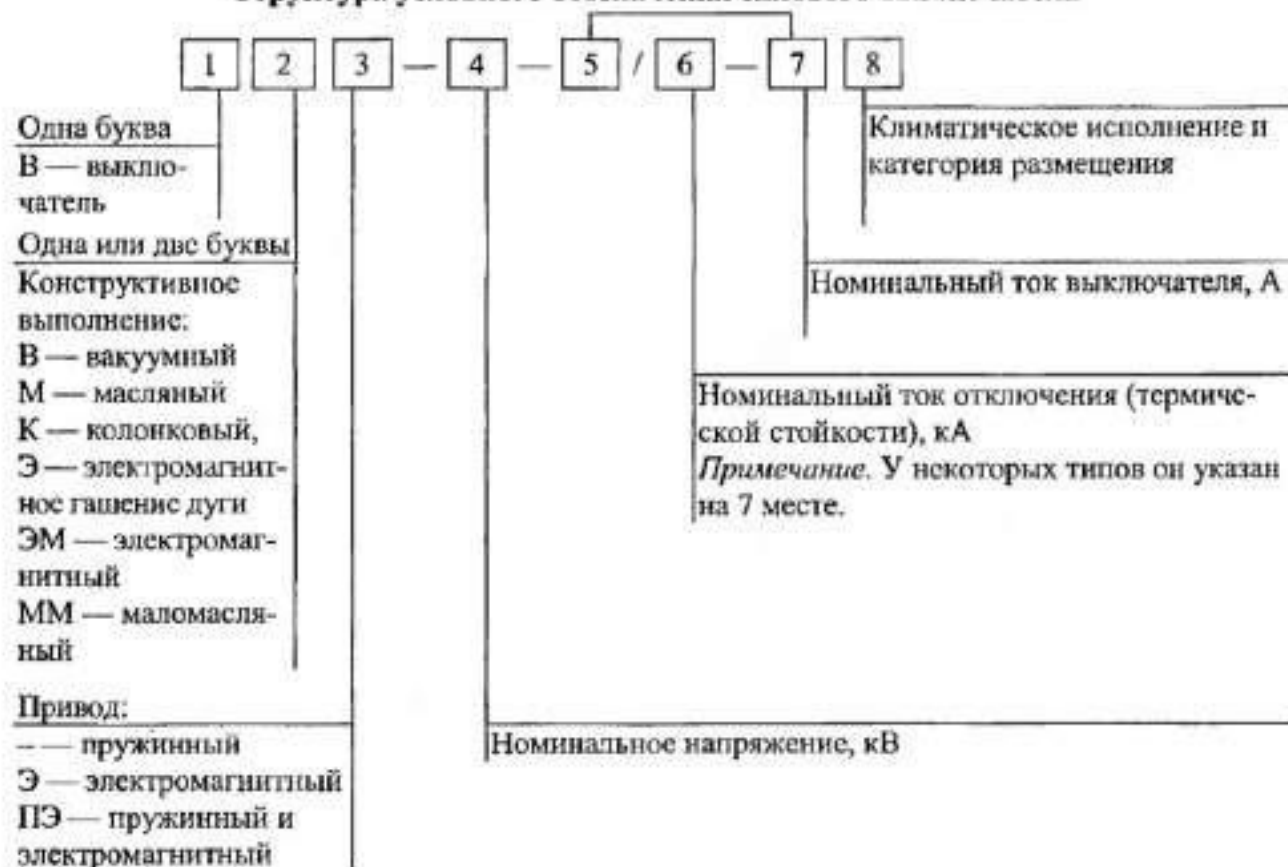 1 2 3 — 4 — 5 / 6 — 7 8
Одна буква
В — выклю-
чатель
Одна или две буквы
Конструктивное
выполнение:
В — вакуумный
М — масляный
К — колонковый,
Э — электромагнит-
ное гашение дуги
ЭМ — электромаг-
нитный
ММ — маломасля-
ный
Привод:
– — пружинный
Э — электромагнитный
ПЭ — пружинный и
электромагнитный
Климатическое исполнение и
категория размещения
Номинальный ток выключателя, А
Номинальный ток отключения (термиче-
ской стойкости), кА
Примечание. У некоторых типов он указан
на 7 месте.
Номинальное напряжение, кВ